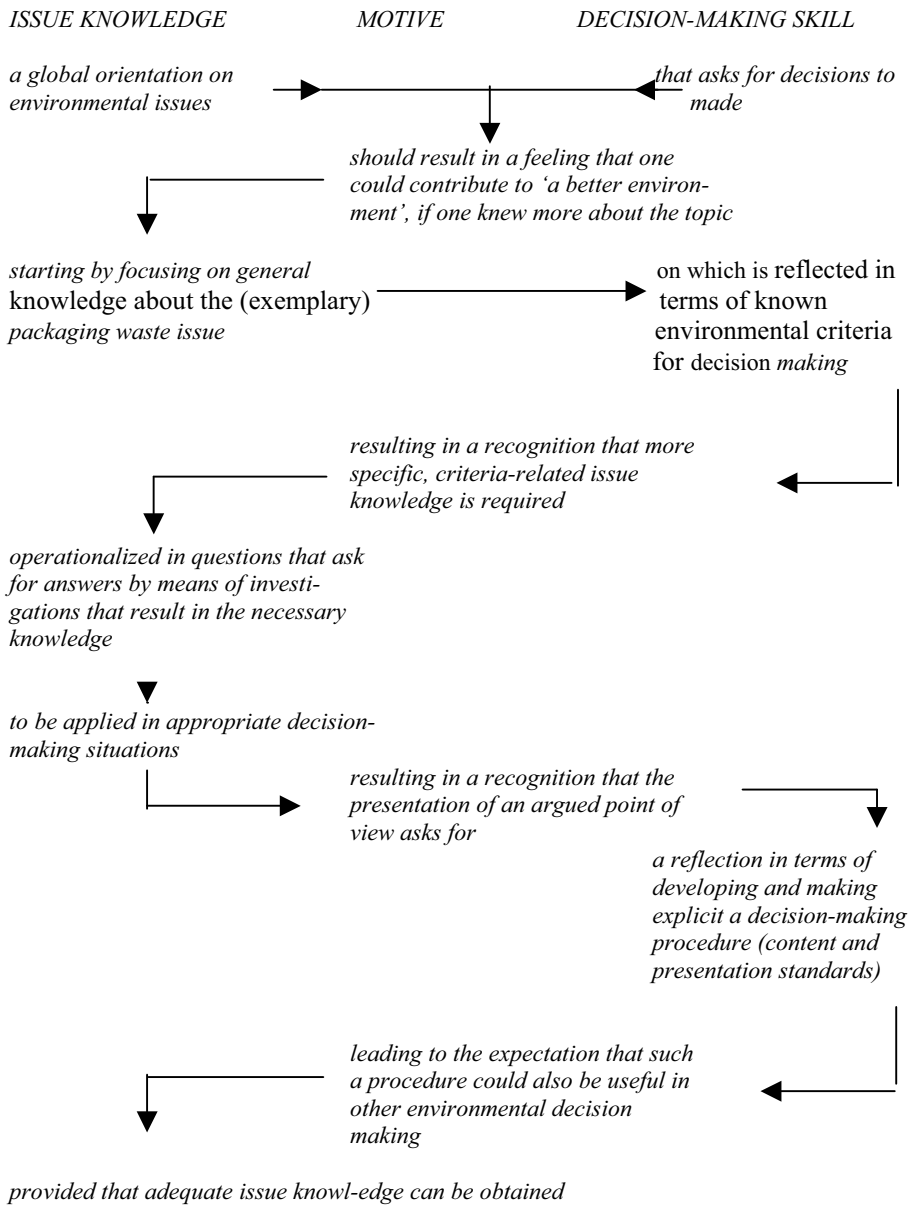 ISSUE KNOWLEDGE MOTIVE DECISION-MAKING SKILL
a global orientation on
environmental issues
that asks for decisions to
made
should result in a feeling that one
could contribute to ‘a better environ-
ment’, if one knew more about the topic
starting by focusing on general
knowledge about the (exemplary)
packaging waste issue
on which is reflected in
terms of known
environmental criteria
for decision making
resulting in a recognition that more
specific, criteria-related issue
knowledge is required
operationalized in questions that ask
for answers by means of investi-
gations that result in the necessary
knowledge
to be applied in appropriate decision-
making situations
resulting in a recognition that the
presentation of an argued point of
view asks for
a reflection in terms of
developing and making
explicit a decision-making
procedure (content and
presentation standards)
leading to the expectation that such
a procedure could also be useful in
other environmental decision
making
provided that adequate issue knowl-edge can be obtained